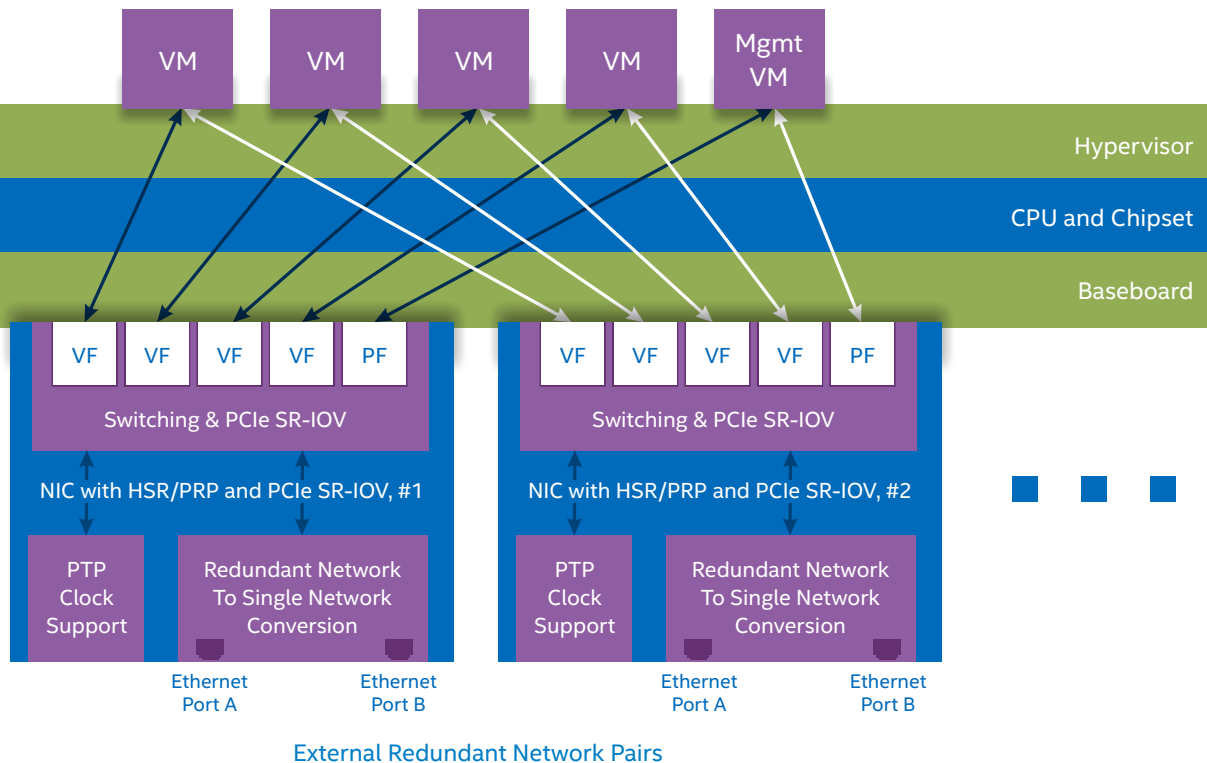 VM
VM
VM
VM
Mgmt
VM
Hypervisor
CPU and Chipset
Baseboard
VF
VF
VF
VF
PF
Switching & PCIe SR-IOV
NIC with HSR/PRP and PCIe SR-IOV, #1
PTP
Clock
Support
Redundant Network
To Single Network
Conversion
Ethernet
Port A
Ethernet
Port B
VF
VF
VF
VF
PF
Switching & PCIe SR-IOV
NIC with HSR/PRP and PCIe SR-IOV, #2
PTP
Clock
Support
Redundant Network
To Single Network
Conversion
Ethernet
Port A
Ethernet
Port B
External Redundant Network Pairs